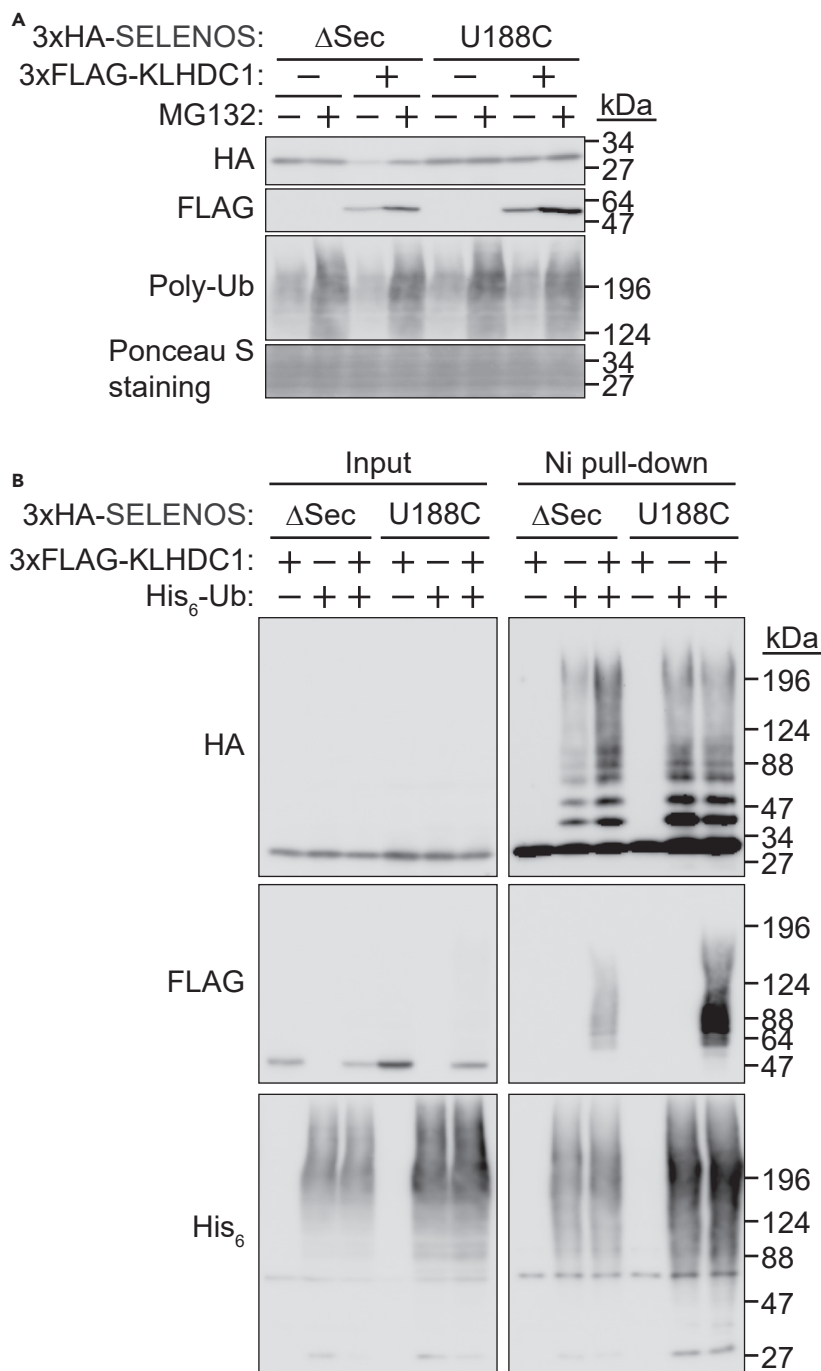 A
3xHA-SELENOS: ΔSec U188C
3xFLAG-KLHDC1: − + − +
MG132: − + − + − + − + kDa
HA 34
27
FLAG 64
47
Poly-Ub 196
124
Ponceau S
staining 34
27
B
Input Ni pull-down
3xHA-SELENOS: ΔSec U188C ΔSec U188C
3xFLAG-KLHDC1: + − + + − + + − + + − +
His₆-Ub: − + + − + + − + + − + +
kDa
196
124
HA 88
47
34
27
196
FLAG 124
88
64
47
196
His₆ 124
88
47
27